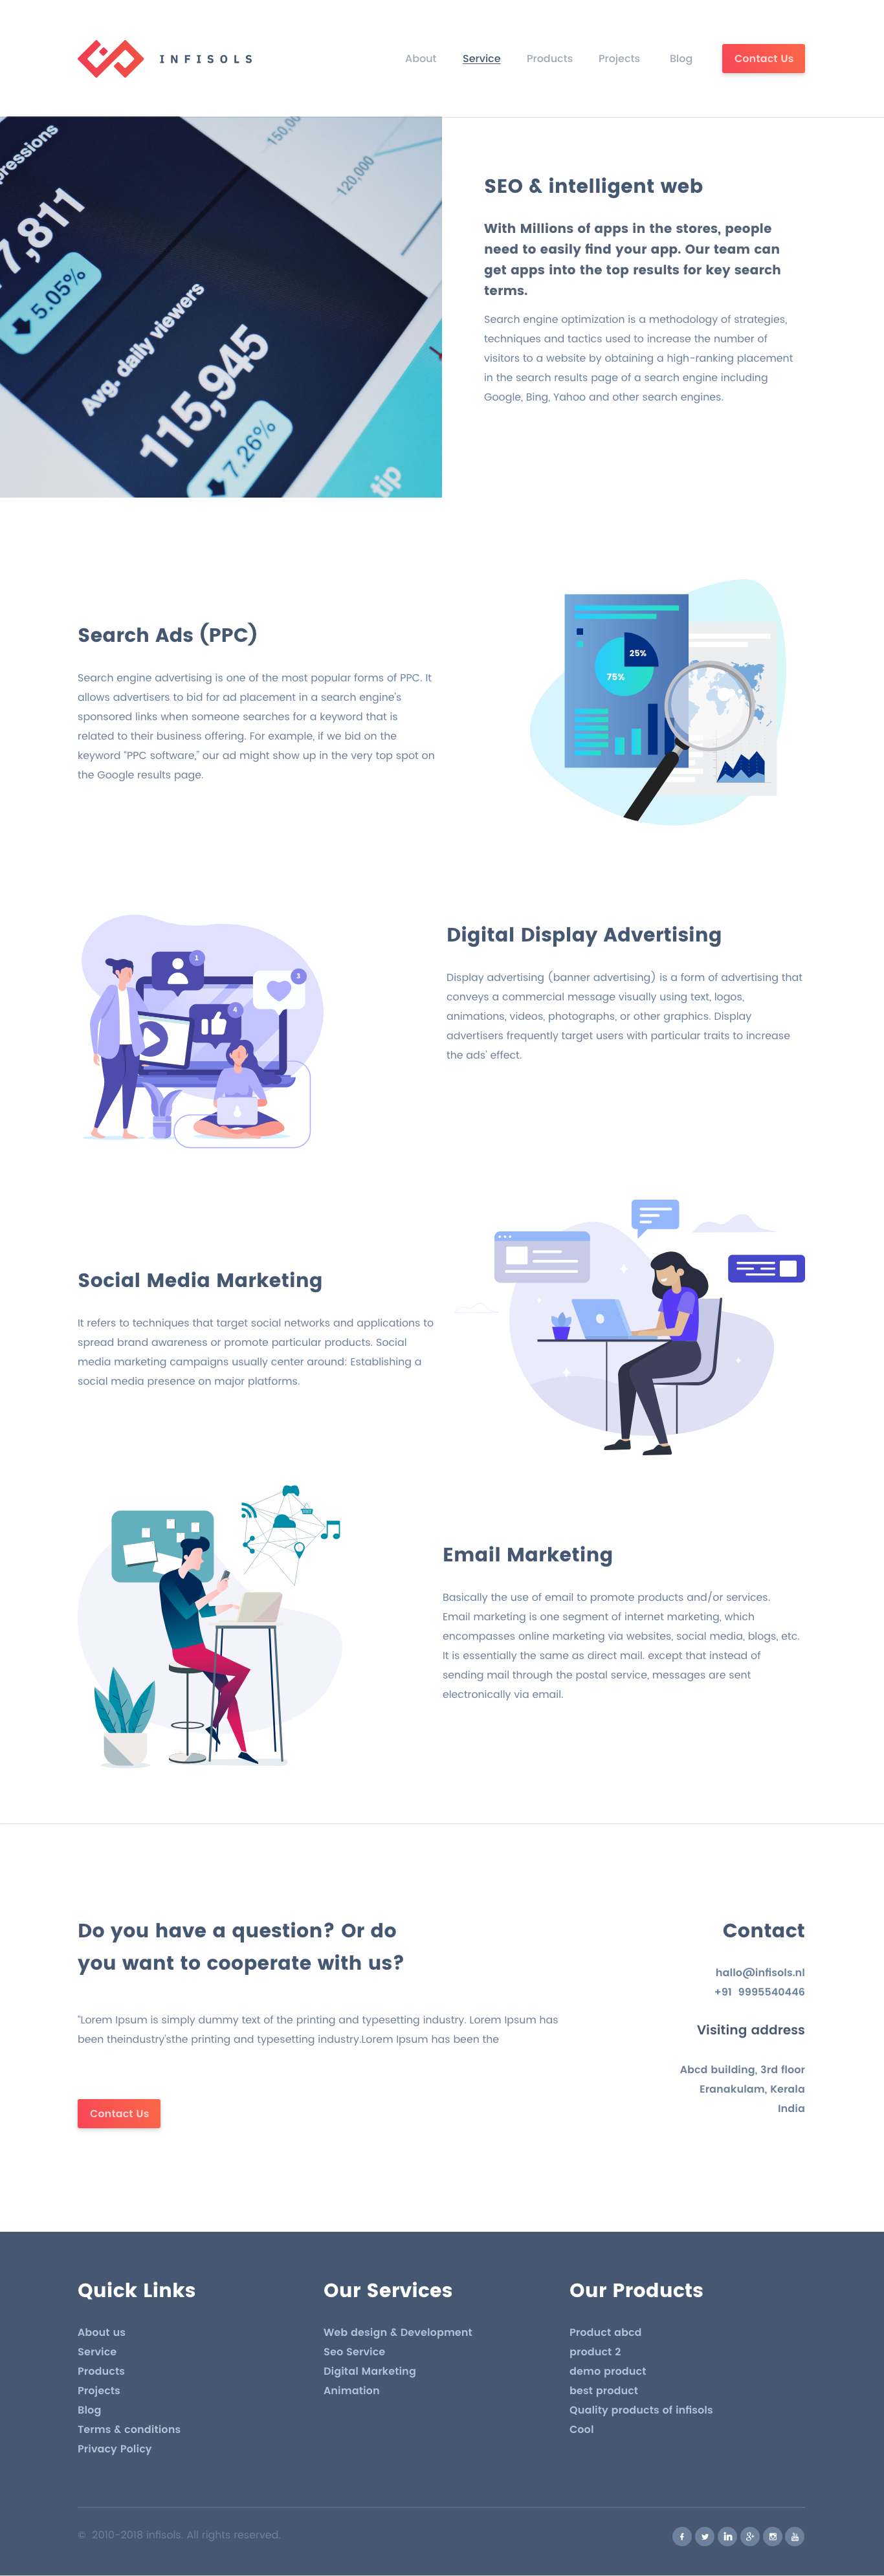 INFISOLS
About Service Products Projects Blog Contact Us
7,811
5.05%
Avg. daily viewers
115,945
7.26%
120,000
tip
SEO & intelligent web
With Millions of apps in the stores, people
need to easily find your app. Our team can
get apps into the top results for key search
terms.
Search engine optimization is a methodology of strategies,
techniques and tactics used to increase the number of
visitors to a website by obtaining a high-ranking placement
in the search results page of a search engine including
Google, Bing, Yahoo and other search engines.
Search Ads (PPC)
Search engine advertising is one of the most popular forms of PPC. It
allows advertisers to bid for ad placement in a search engine's
sponsored links when someone searches for a keyword that is
related to their business offering. For example, if we bid on the
keyword "PPC software," our ad might show up in the very top spot on
the Google results page.
25%
75%
1
3
4
Digital Display Advertising
Display advertising (banner advertising) is a form of advertising that
conveys a commercial message visually using text, logos,
animations, videos, photographs, or other graphics. Display
advertisers frequently target users with particular traits to increase
the ads' effect.
Social Media Marketing
It refers to techniques that target social networks and applications to
spread brand awareness or promote particular products. Social
media marketing campaigns usually center around: Establishing a
social media presence on major platforms.
Email Marketing
Basically the use of email to promote products and/or services.
Email marketing is one segment of internet marketing, which
encompasses online marketing via websites, social media, blogs, etc.
It is essentially the same as direct mail. except that instead of
sending mail through the postal service, messages are sent
electronically via email.
Do you have a question? Or do
you want to cooperate with us?
"Lorem Ipsum is simply dummy text of the printing and typesetting industry. Lorem Ipsum has
been theindustry'sthe printing and typesetting industry.Lorem Ipsum has been the
Contact Us
Contact
hallo@infisols.nl
+91 9995540446
Visiting address
Abcd building, 3rd floor
Eranakulam, Kerala
India
Quick Links
About us
Service
Products
Projects
Blog
Terms & conditions
Privacy Policy
Our Services
Web design & Development
Seo Service
Digital Marketing
Animation
Our Products
Product abcd
product 2
demo product
best product
Quality products of infisols
Cool
© 2010-2018 infisols. All rights reserved.